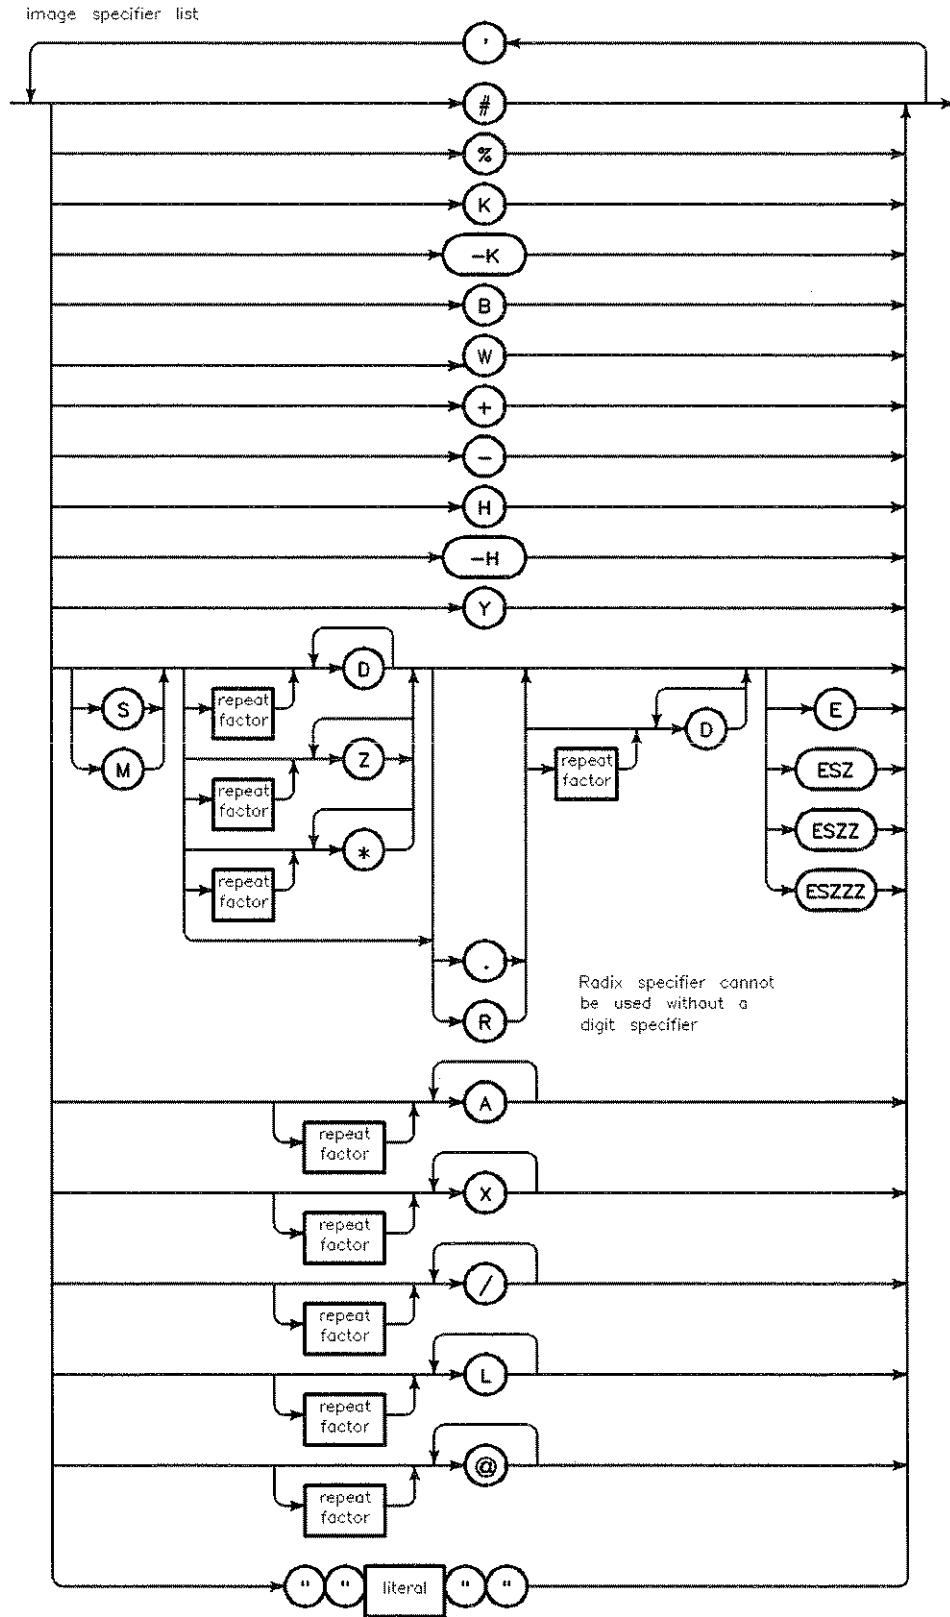 image specifier list
,
#
%
K
-K
B
W
+
-
H
-H
Y
D
repeat
factor
S
D
E
Z
repeat
factor
M
repeat
factor
ESZ
*
ESZZ
repeat
factor
ESZZZ
.
Radix specifier cannot
be used without a
digit specifier
R
A
repeat
factor
X
repeat
factor
/
repeat
factor
L
repeat
factor
@
repeat
factor
" " literal " "